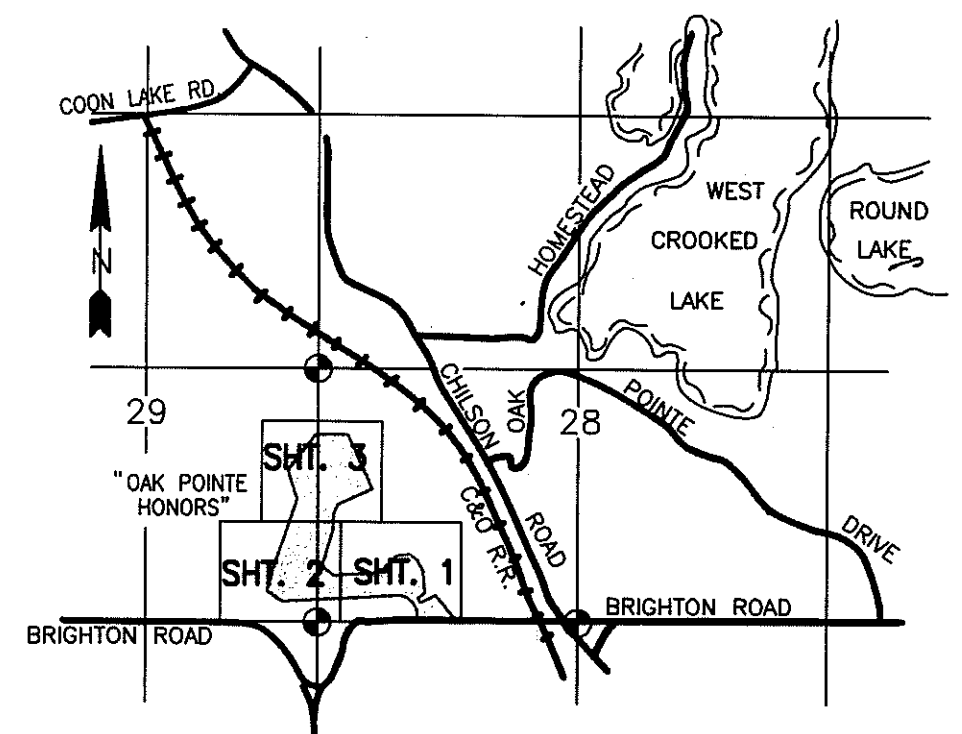 COON LAKE RD.
N
HOMESTEAD
WEST
CROOKED
LAKE
ROUND
LAKE
29
28
CHILSON ROAD
OAK POINTE DRIVE
"OAK POINTE
HONORS"
SHT. 3
C&O R.R.
SHT. 2
SHT. 1
BRIGHTON ROAD
BRIGHTON ROAD